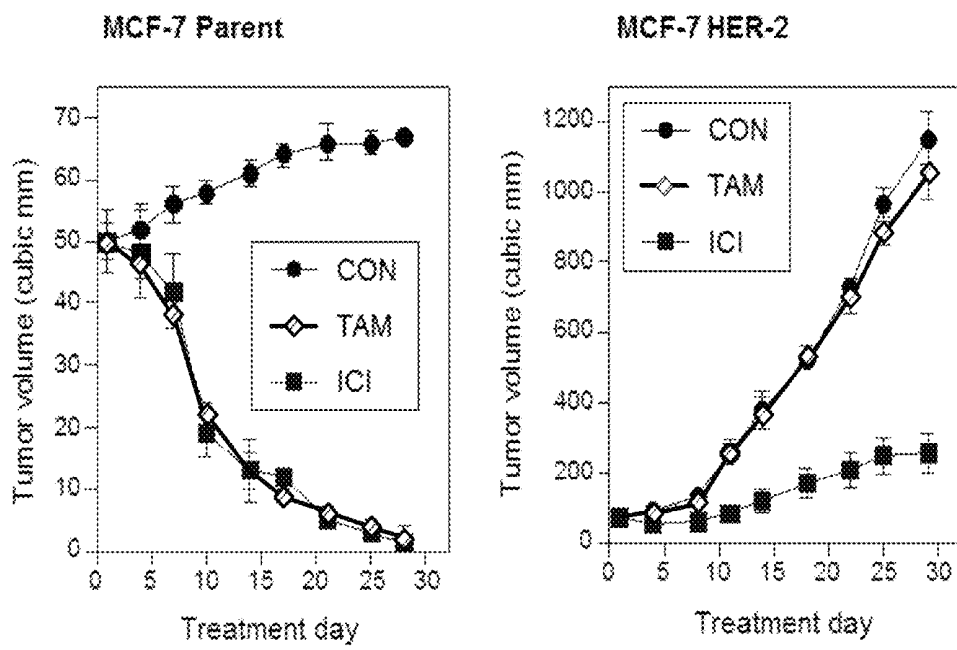 MCF-7 Parent
MCF-7 HER-2
Tumor volume (cubic mm)
70
60
50
40
30
20
10
0
CON
TAM
ICI
0 5 10 15 20 25 30
Treatment day
Tumor volume (cubic mm)
1200
1000
800
600
400
200
0
CON
TAM
ICI
0 5 10 15 20 25 30
Treatment day